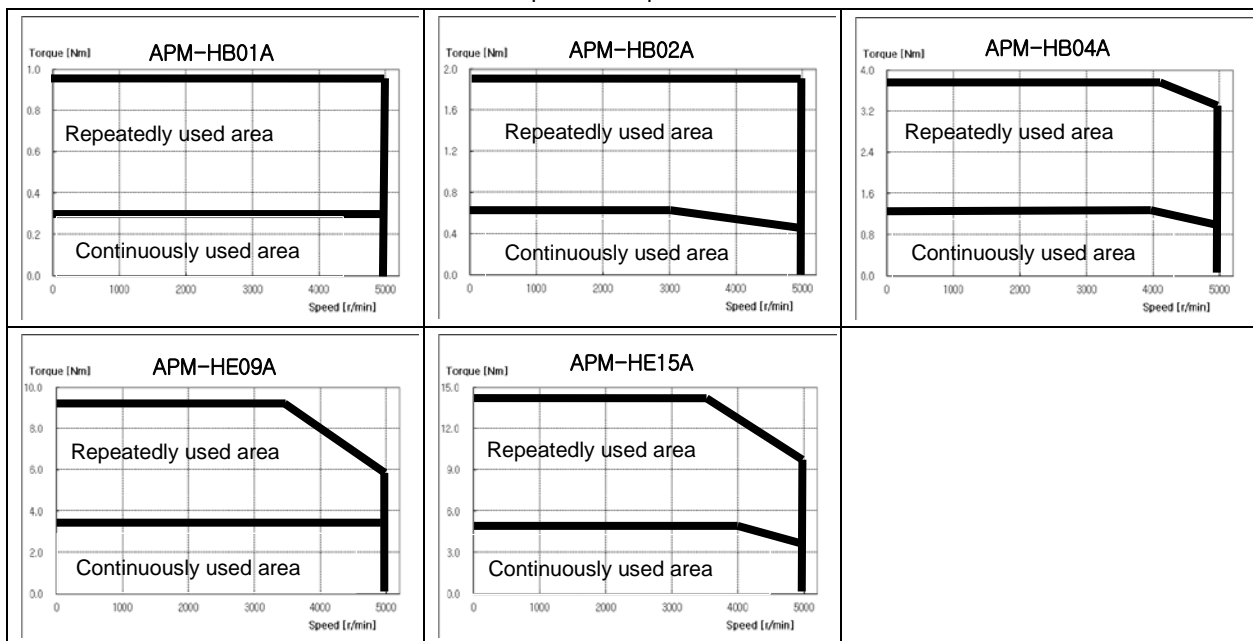 Torque [Nm]
APM-HB01A
1.0
0.8
0.6
0.4
0.2
0.0
Repeatedly used area
Continuously used area
0 1000 2000 3000 4000 5000
Speed [r/min]
Torque [Nm]
APM-HB02A
2.0
1.6
1.2
0.8
0.4
0.0
Repeatedly used area
Continuously used area
0 1000 2000 3000 4000 5000
Speed [r/min]
Torque [Nm]
APM-HB04A
4.0
3.2
2.4
1.6
0.8
0.0
Repeatedly used area
Continuously used area
0 1000 2000 3000 4000 5000
Speed [r/min]
Torque [Nm]
APM-HE09A
10.0
8.0
6.0
4.0
2.0
0.0
Repeatedly used area
Continuously used area
0 1000 2000 3000 4000 5000
Speed [r/min]
Torque [Nm]
APM-HE15A
15.0
12.0
9.0
6.0
3.0
0.0
Repeatedly used area
Continuously used area
0 1000 2000 3000 4000 5000
Speed [r/min]